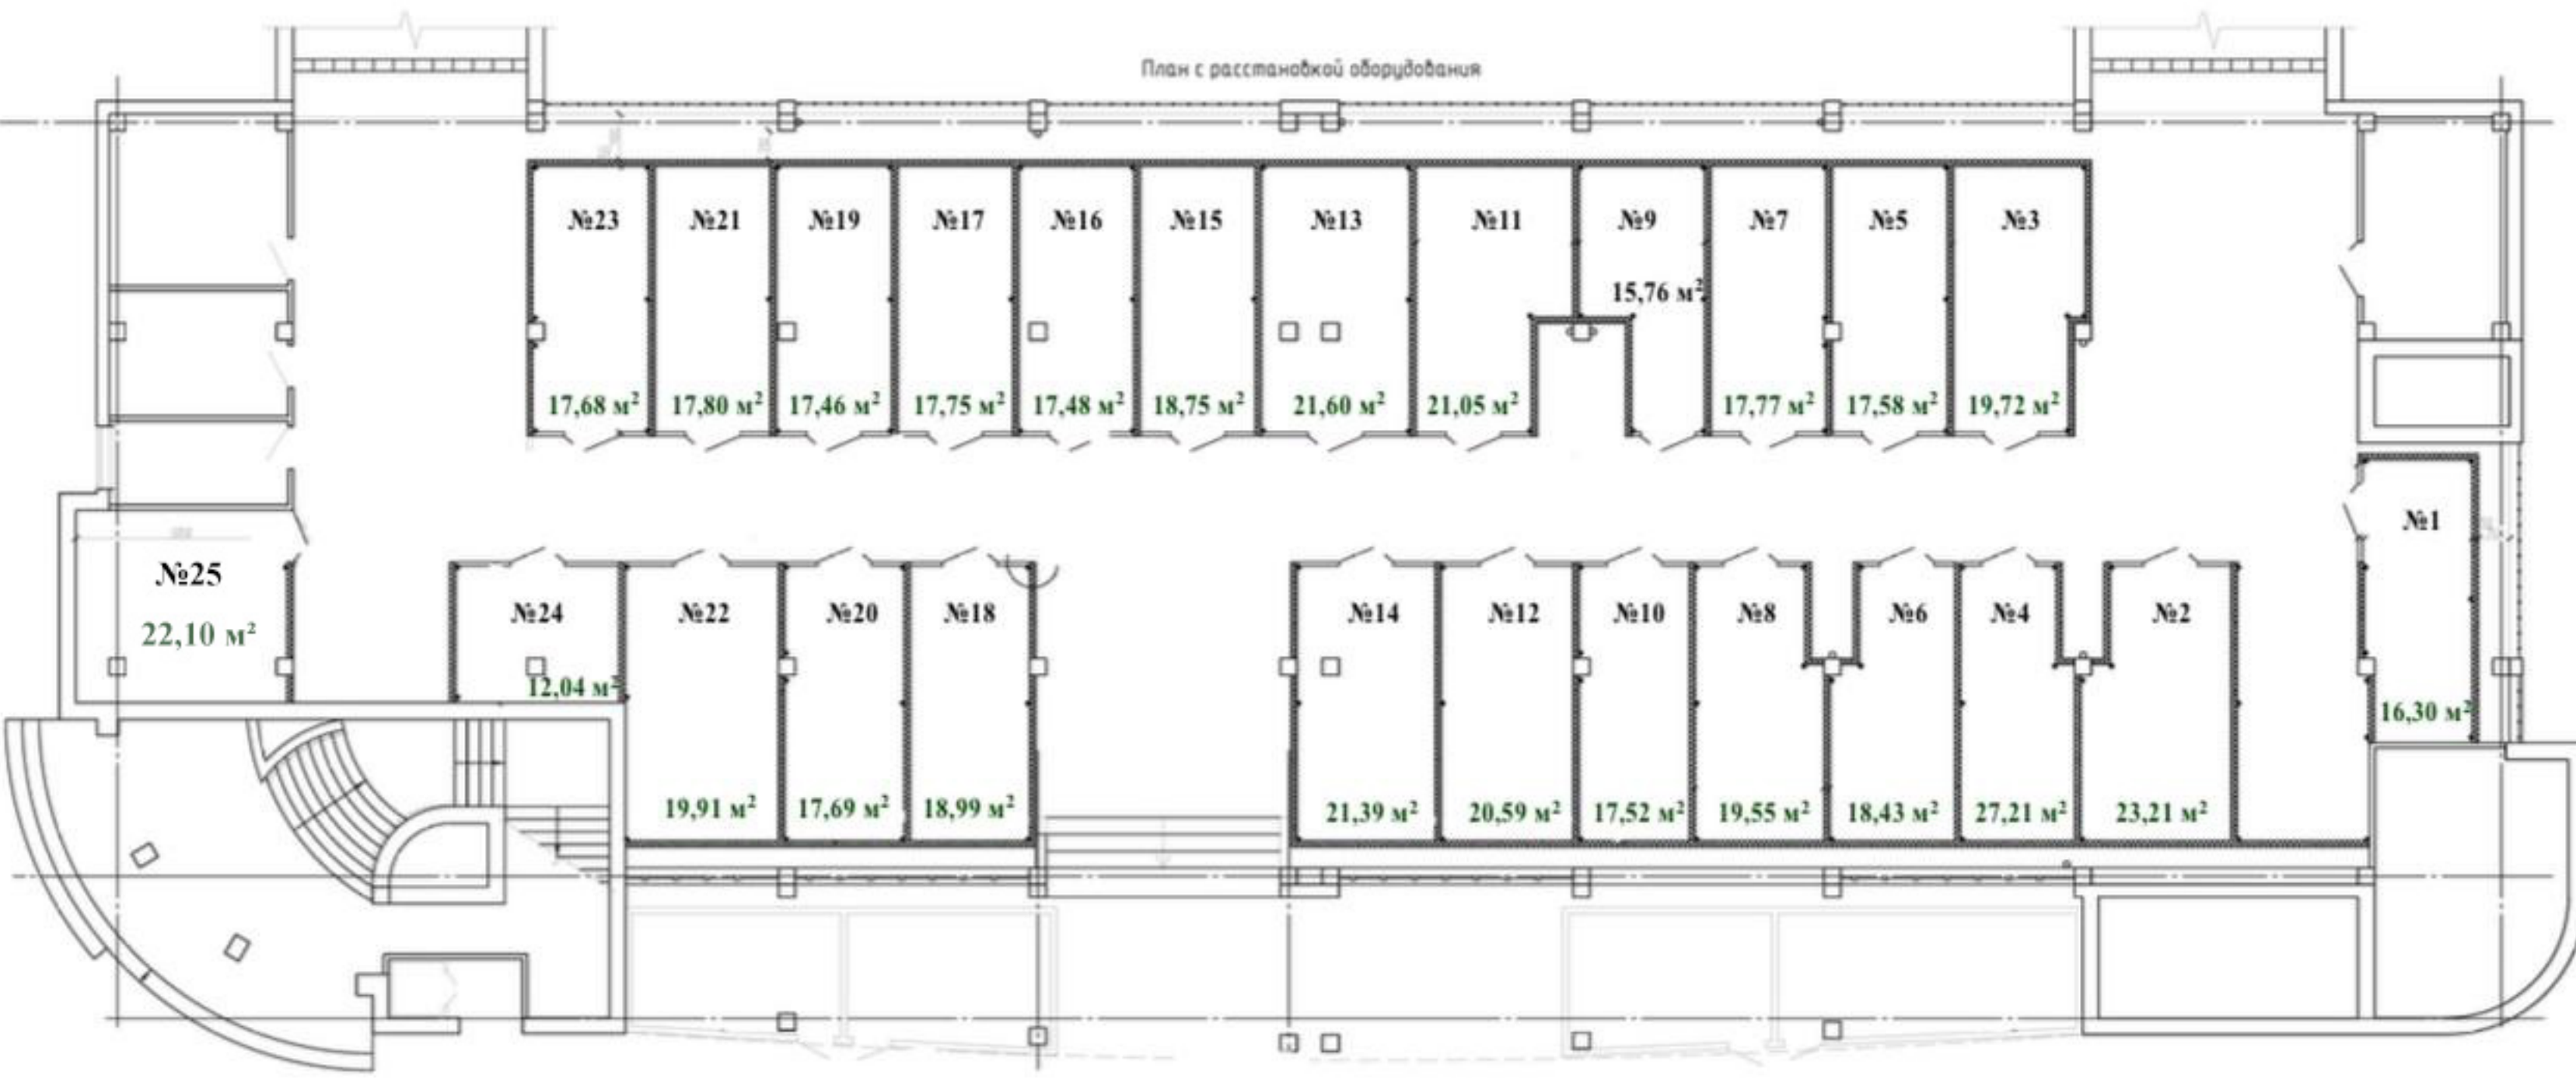 План с расстановкой оборудования
№23 №21 №19 №17 №16 №15 №13 №11 №9 №7 №5 №3
15,76 м²
17,68 м² 17,80 м² 17,46 м² 17,75 м² 17,48 м² 18,75 м² 21,60 м² 21,05 м² 17,77 м² 17,58 м² 19,72 м²
№1
16,30 м²
№25
22,10 м²
№24 №22 №20 №18 №14 №12 №10 №8 №6 №4 №2
12,04 м²
19,91 м² 17,69 м² 18,99 м² 21,39 м² 20,59 м² 17,52 м² 19,55 м² 18,43 м² 27,21 м² 23,21 м²